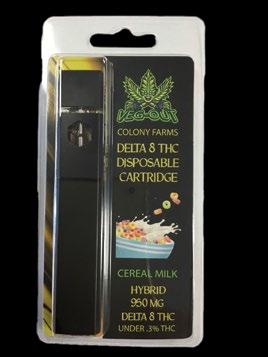 VEG-OUT
COLONY FARMS
DELTA 8 THC
DISPOSABLE
CARTRIDGE
CEREAL MILK
HYBRID
950 MG
DELTA 8 THC
UNDER .3% THC